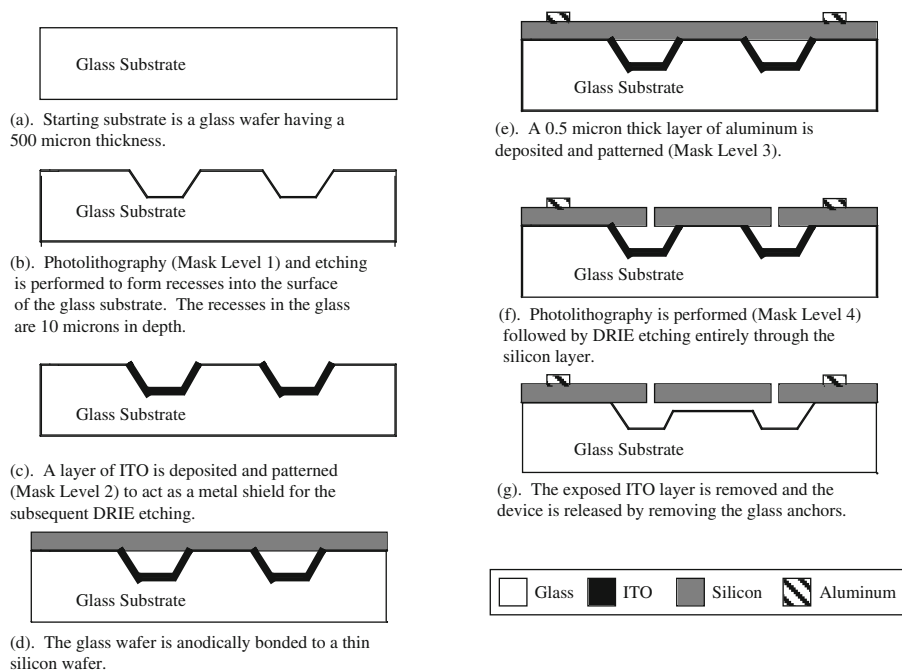 Glass Substrate
(a). Starting substrate is a glass wafer having a
500 micron thickness.
Glass Substrate
(b). Photolithography (Mask Level 1) and etching
is performed to form recesses into the surface
of the glass substrate. The recesses in the glass
are 10 microns in depth.
Glass Substrate
(c). A layer of ITO is deposited and patterned
(Mask Level 2) to act as a metal shield for the
subsequent DRIE etching.
Glass Substrate
(d). The glass wafer is anodically bonded to a thin
silicon wafer.
Glass Substrate
(e). A 0.5 micron thick layer of aluminum is
deposited and patterned (Mask Level 3).
Glass Substrate
(f). Photolithography is performed (Mask Level 4)
followed by DRIE etching entirely through the
silicon layer.
Glass Substrate
(g). The exposed ITO layer is removed and the
device is released by removing the glass anchors.
Glass ITO Silicon Aluminum